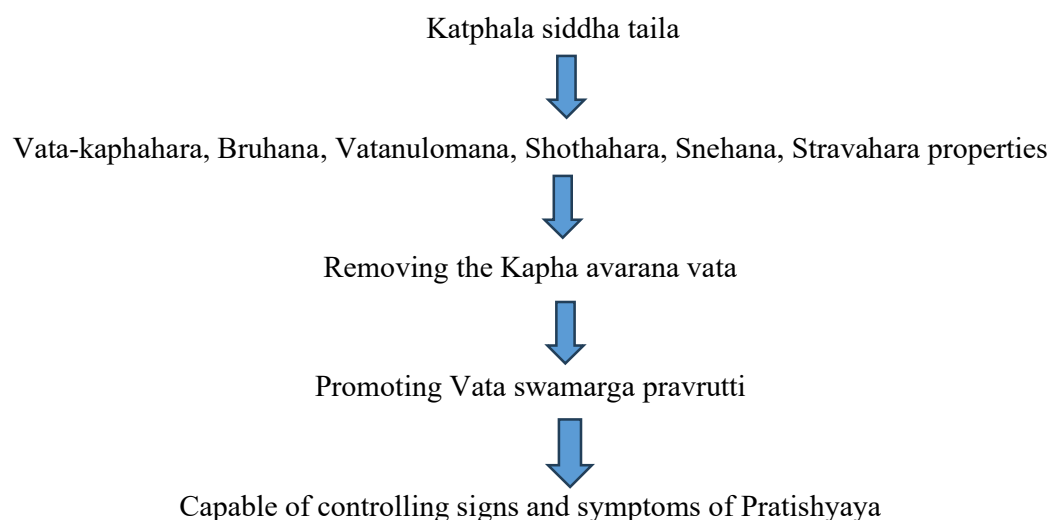 Katphala siddha taila
Vata-kaphahara, Bruhana, Vatanulomana, Shothahara, Snehana, Stravahara properties
Removing the Kapha avarana vata
Promoting Vata swamarga pravrutti
Capable of controlling signs and symptoms of Pratishyaya